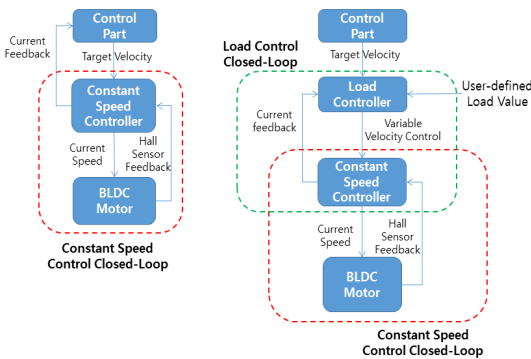 Control
Part
Current
Feedback
Target Velocity
Constant
Speed
Controller
Current
Speed
Hall
Sensor
Feedback
BLDC
Motor
Constant Speed
Control Closed-Loop
Control
Part
Load Control
Closed-Loop
Target Velocity
Load
Controller
User-defined
Load Value
Current
feedback
Variable
Velocity Control
Constant
Speed
Controller
Current
Speed
Hall
Sensor
Feedback
BLDC
Motor
Constant Speed
Control Closed-Loop